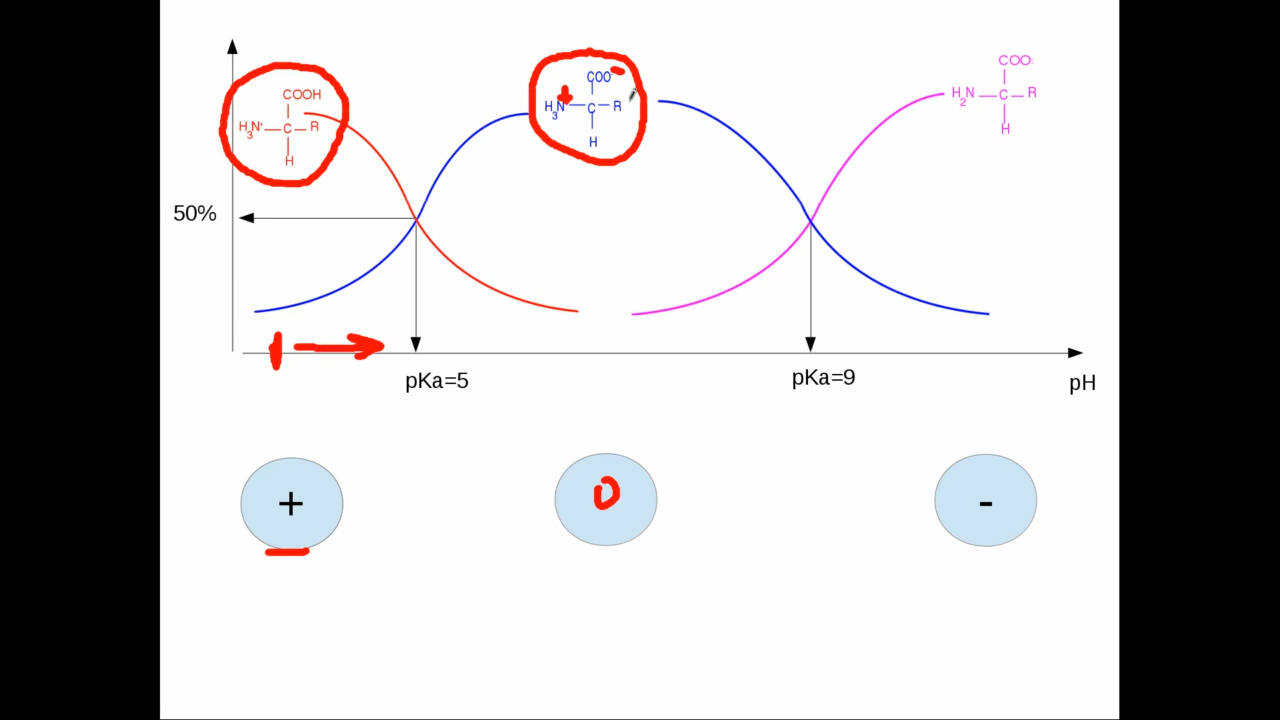 COOH
H3N+ C R
H
COO-
H3N+ C R
H
COO:
H2N C R
H
50%
pKa=5
pKa=9
pH
+
0
-